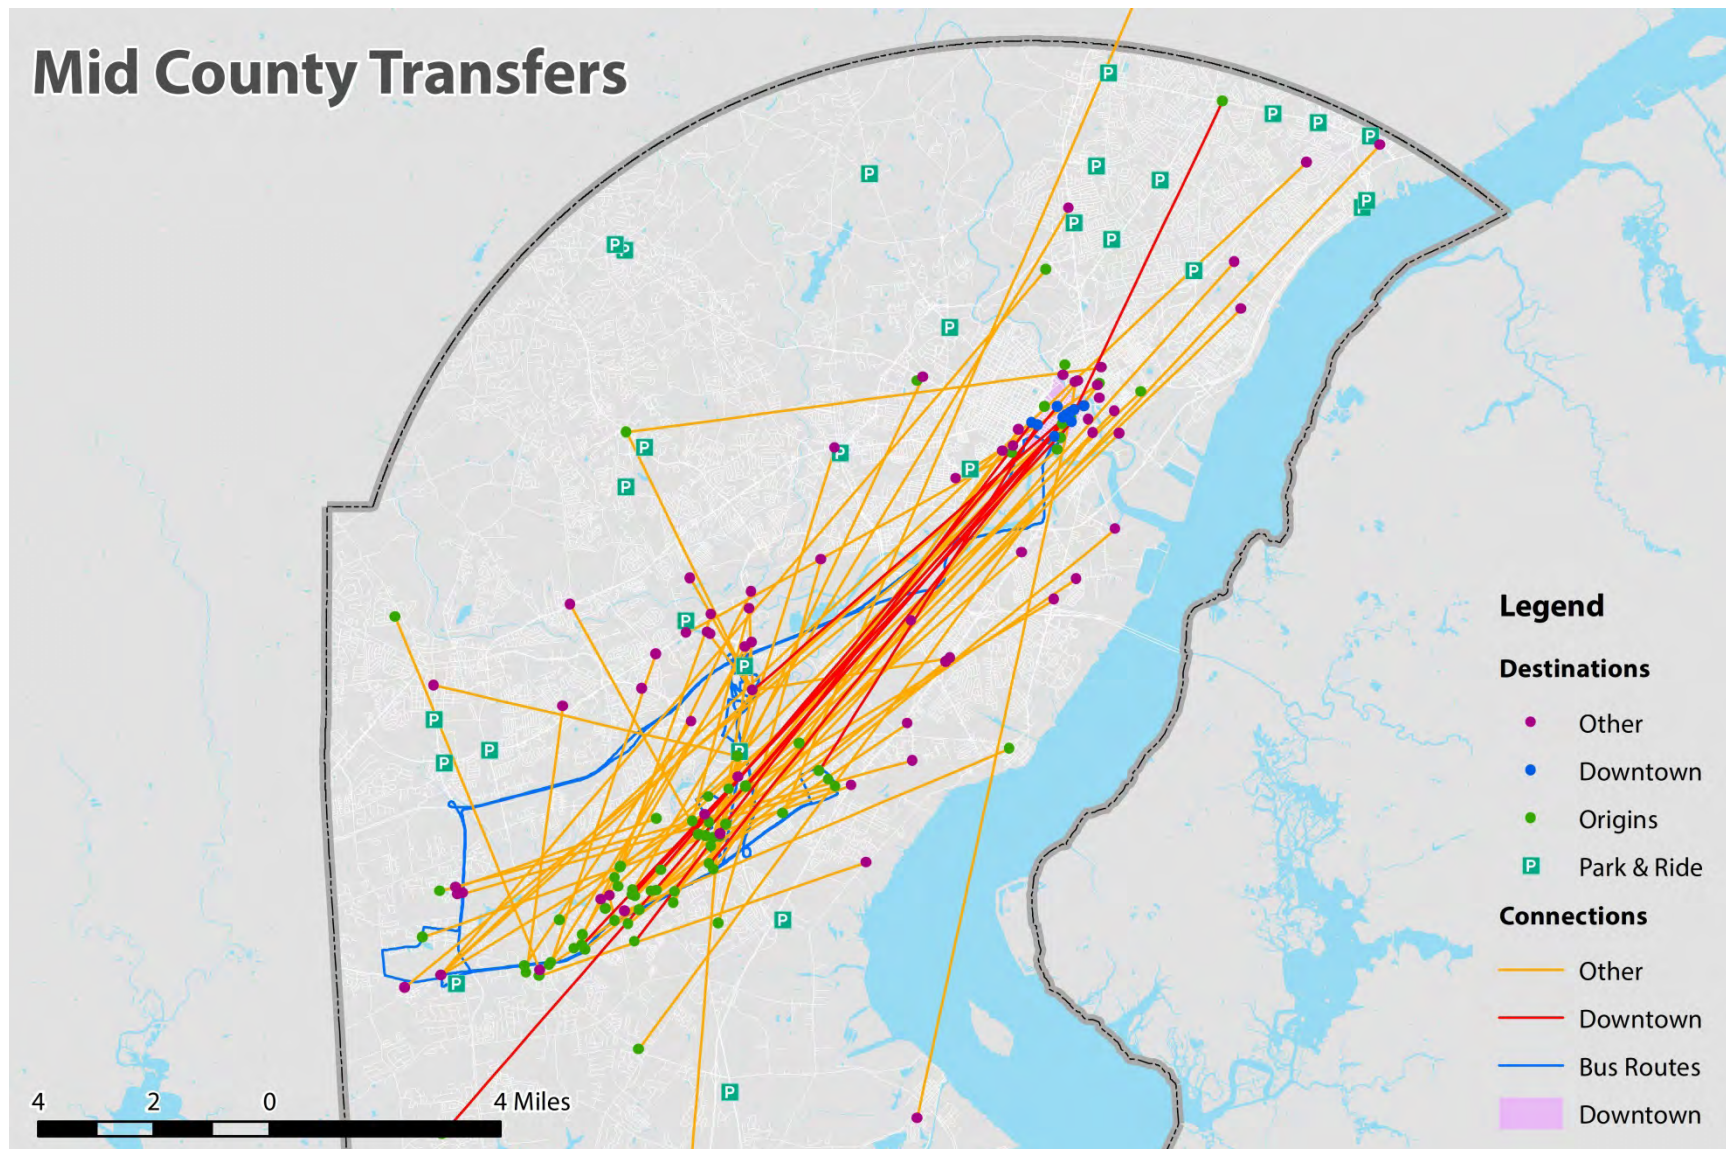 Mid County Transfers
Legend
Destinations
Other
Downtown
Origins
P Park & Ride
Connections
Other
Downtown
Bus Routes
Downtown
4 2 0 4 Miles